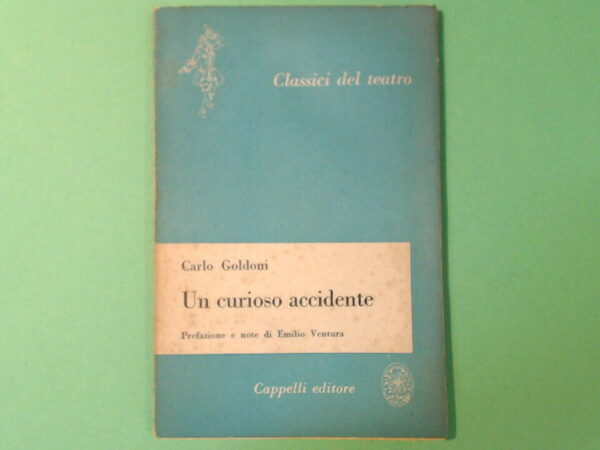 Classici del teatro
Carlo Goldoni
Un curioso accidente
Prefazione e note di Emilio Ventura
Cappelli editore